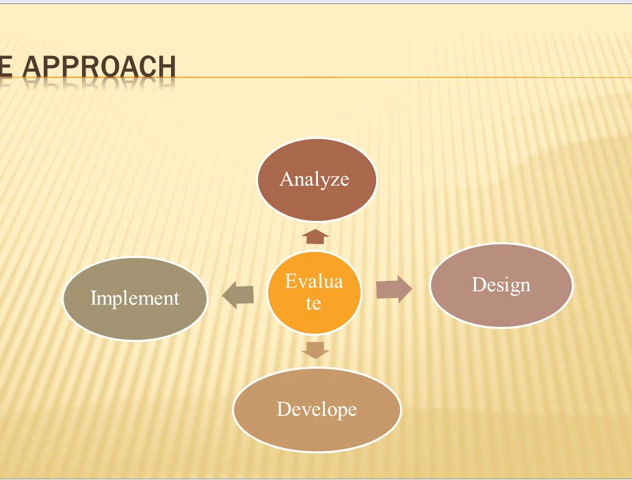 E APPROACH
Analyze
Evalua
te
Implement
Design
Develope